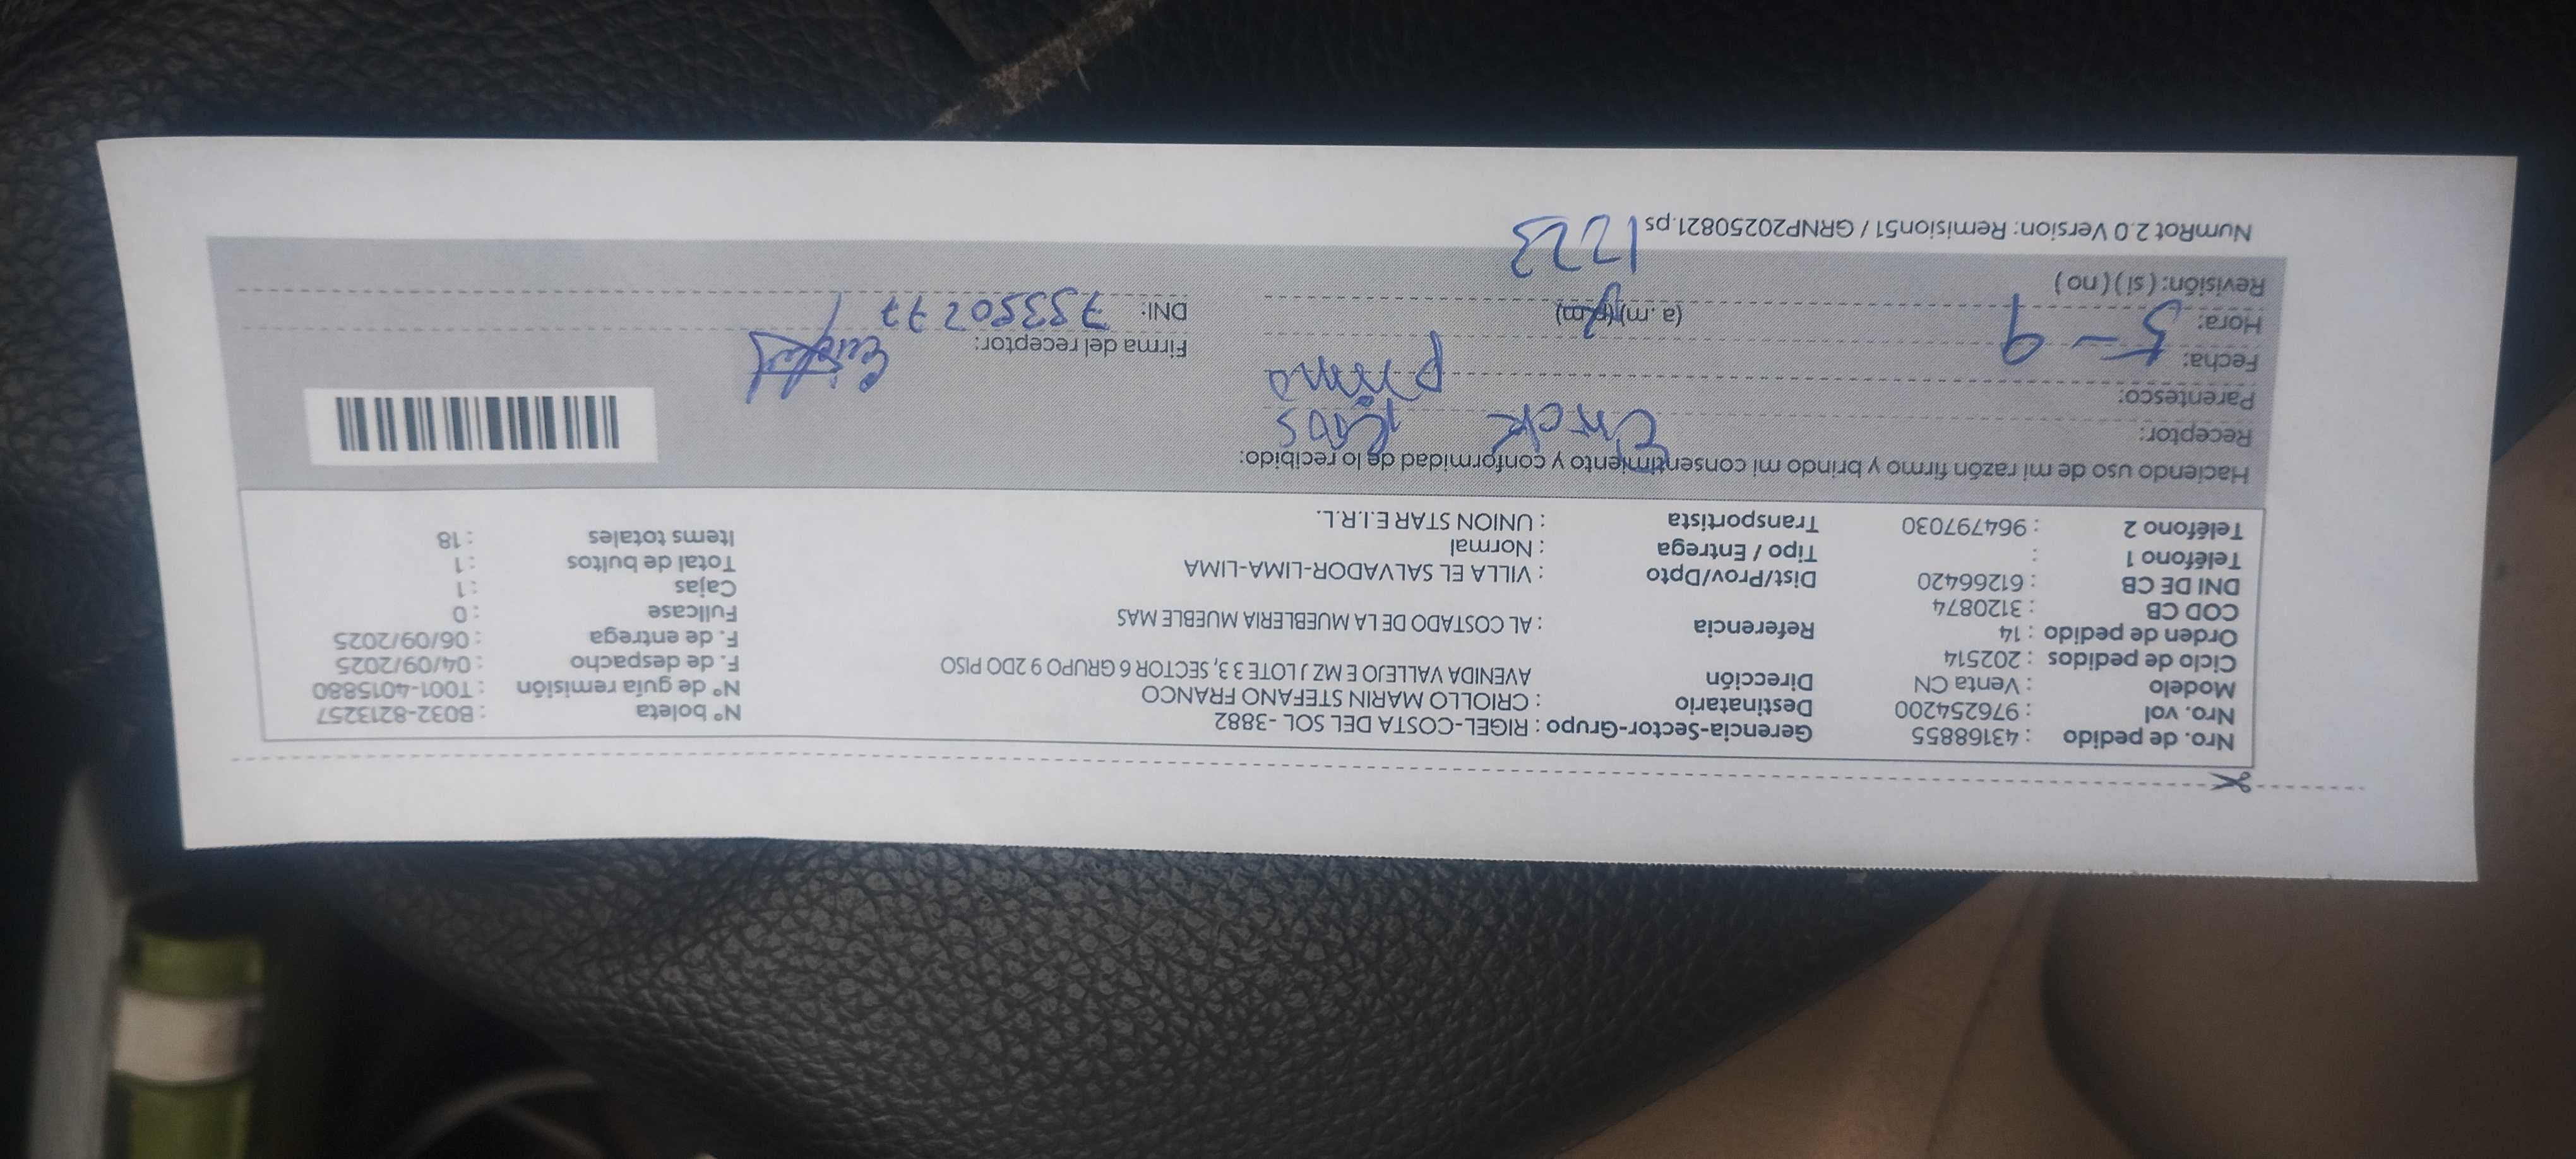 Nro. de pedido : 43168855 Gerencia-Sector-Grupo : RIGEL-COSTA DEL SOL -3882 N° boleta : B032-8213257
Nro. vol : 976254200 Destinatario : CRIOLLO MARIN STEFANO FRANCO N° de guía remisión : T001-4015880
Modelo : Venta CN Dirección AVENIDA VALLEJO E MZ J LOTE 3 3, SECTOR 6 GRUPO 9 2DO PISO F. de despacho : 04/09/2025
Ciclo de pedidos : 202514 F. de entrega : 06/09/2025
Orden de pedido : 14 Referencia : AL COSTADO DE LA MUEBLERIA MUEBLE MAS Fullcase : 0
COD CB : 3120874 Cajas : 1
DNI DE CB : 61266420 Dist/Prov/Dpto : VILLA EL SALVADOR-LIMA-LIMA Total de bultos : 1
Teléfono 1 : Tipo / Entrega : Normal Items totales : 18
Teléfono 2 : 964797030 Transportista : UNION STAR E.I.R.L.
Haciendo uso de mi razón firmo y brindo mi consentimiento y conformidad de lo recibido:
Receptor: Erick
Parentesco: Primo
Fecha: 5-9 Firma del receptor:
Hora: (a.m)(p.m) DNI:
Revisión: (si) (no) 1223
NumRot 2.0 Version: Remision51 / GRNP20250821.ps